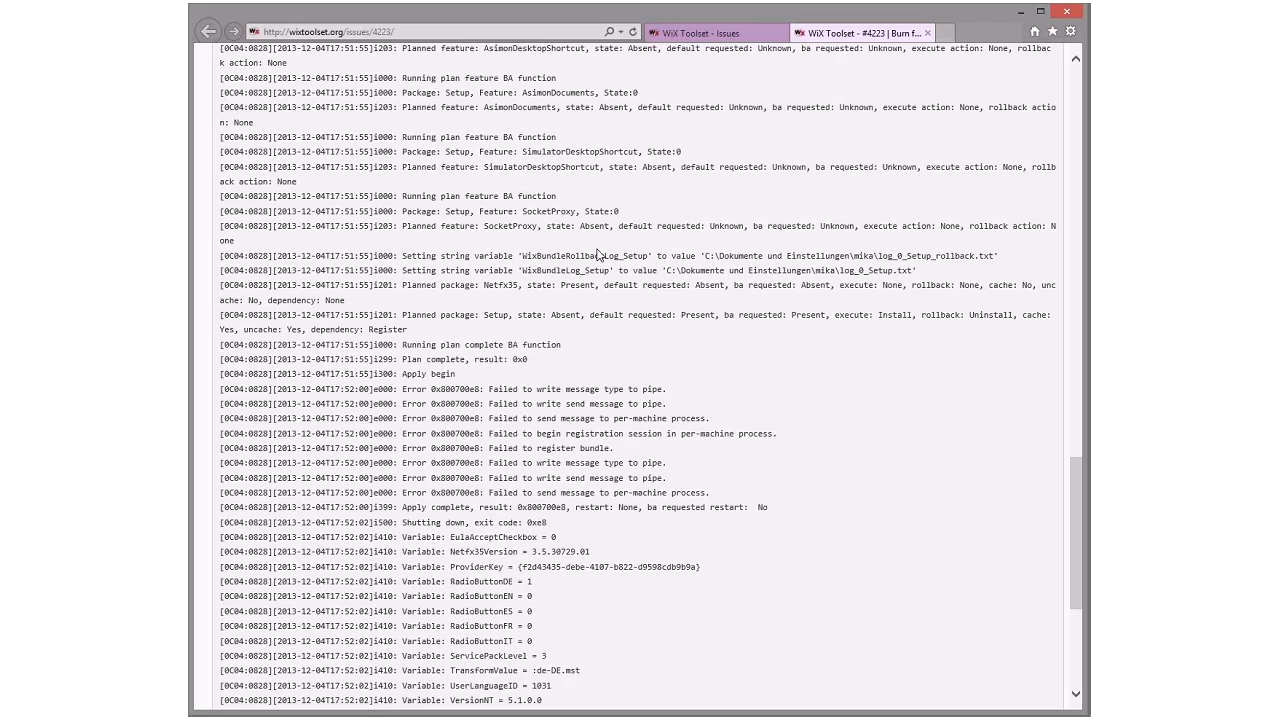 http://wixtoolset.org/issues/4223/
WiX Toolset - Issues
WiX Toolset - #4223 | Burn f...
[0C04:0828][2013-12-04T17:51:55]i203: Planned feature: AsimonDesktopShortcut, state: Absent, default requested: Unknown, ba requested: Unknown, execute action: None, rollbac
k action: None
[0C04:0828][2013-12-04T17:51:55]i000: Running plan feature BA function
[0C04:0828][2013-12-04T17:51:55]i000: Package: Setup, Feature: AsimonDocuments, State:0
[0C04:0828][2013-12-04T17:51:55]i203: Planned feature: AsimonDocuments, state: Absent, default requested: Unknown, ba requested: Unknown, execute action: None, rollback actio
n: None
[0C04:0828][2013-12-04T17:51:55]i000: Running plan feature BA function
[0C04:0828][2013-12-04T17:51:55]i000: Package: Setup, Feature: SimulatorDesktopShortcut, State:0
[0C04:0828][2013-12-04T17:51:55]i203: Planned feature: SimulatorDesktopShortcut, state: Absent, default requested: Unknown, ba requested: Unknown, execute action: None, rollb
ack action: None
[0C04:0828][2013-12-04T17:51:55]i000: Running plan feature BA function
[0C04:0828][2013-12-04T17:51:55]i000: Package: Setup, Feature: SocketProxy, State:0
[0C04:0828][2013-12-04T17:51:55]i203: Planned feature: SocketProxy, state: Absent, default requested: Unknown, ba requested: Unknown, execute action: None, rollback action: N
one
[0C04:0828][2013-12-04T17:51:55]i000: Setting string variable 'WixBundleRollbackLog_Setup' to value 'C:\Dokumente und Einstellungen\mika\log_0_Setup_rollback.txt'
[0C04:0828][2013-12-04T17:51:55]i000: Setting string variable 'WixBundleLog_Setup' to value 'C:\Dokumente und Einstellungen\mika\log_0_Setup.txt'
[0C04:0828][2013-12-04T17:51:55]i201: Planned package: Netfx35, state: Present, default requested: Absent, ba requested: Absent, execute: None, rollback: None, cache: No, unc
ache: No, dependency: None
[0C04:0828][2013-12-04T17:51:55]i201: Planned package: Setup, state: Absent, default requested: Present, ba requested: Present, execute: Install, rollback: Uninstall, cache:
Yes, uncache: Yes, dependency: Register
[0C04:0828][2013-12-04T17:51:55]i000: Running plan complete BA function
[0C04:0828][2013-12-04T17:51:55]i299: Plan complete, result: 0x0
[0C04:0828][2013-12-04T17:51:55]i300: Apply begin
[0C04:0828][2013-12-04T17:52:00]e000: Error 0x800700e8: Failed to write message type to pipe.
[0C04:0828][2013-12-04T17:52:00]e000: Error 0x800700e8: Failed to write send message to pipe.
[0C04:0828][2013-12-04T17:52:00]e000: Error 0x800700e8: Failed to send message to per-machine process.
[0C04:0828][2013-12-04T17:52:00]e000: Error 0x800700e8: Failed to begin registration session in per-machine process.
[0C04:0828][2013-12-04T17:52:00]e000: Error 0x800700e8: Failed to register bundle.
[0C04:0828][2013-12-04T17:52:00]e000: Error 0x800700e8: Failed to write message type to pipe.
[0C04:0828][2013-12-04T17:52:00]e000: Error 0x800700e8: Failed to write send message to pipe.
[0C04:0828][2013-12-04T17:52:00]e000: Error 0x800700e8: Failed to send message to per-machine process.
[0C04:0828][2013-12-04T17:52:00]i399: Apply complete, result: 0x800700e8, restart: None, ba requested restart:  No
[0C04:0828][2013-12-04T17:52:02]i500: Shutting down, exit code: 0xe8
[0C04:0828][2013-12-04T17:52:02]i410: Variable: EulaAcceptCheckbox = 0
[0C04:0828][2013-12-04T17:52:02]i410: Variable: Netfx35Version = 3.5.30729.01
[0C04:0828][2013-12-04T17:52:02]i410: Variable: ProviderKey = {f2d43435-debe-4107-b822-d9598cdb9b9a}
[0C04:0828][2013-12-04T17:52:02]i410: Variable: RadioButtonDE = 1
[0C04:0828][2013-12-04T17:52:02]i410: Variable: RadioButtonEN = 0
[0C04:0828][2013-12-04T17:52:02]i410: Variable: RadioButtonES = 0
[0C04:0828][2013-12-04T17:52:02]i410: Variable: RadioButtonFR = 0
[0C04:0828][2013-12-04T17:52:02]i410: Variable: RadioButtonIT = 0
[0C04:0828][2013-12-04T17:52:02]i410: Variable: ServicePackLevel = 3
[0C04:0828][2013-12-04T17:52:02]i410: Variable: TransformValue = :de-DE.mst
[0C04:0828][2013-12-04T17:52:02]i410: Variable: UserLanguageID = 1031
[0C04:0828][2013-12-04T17:52:02]i410: Variable: VersionNT = 5.1.0.0